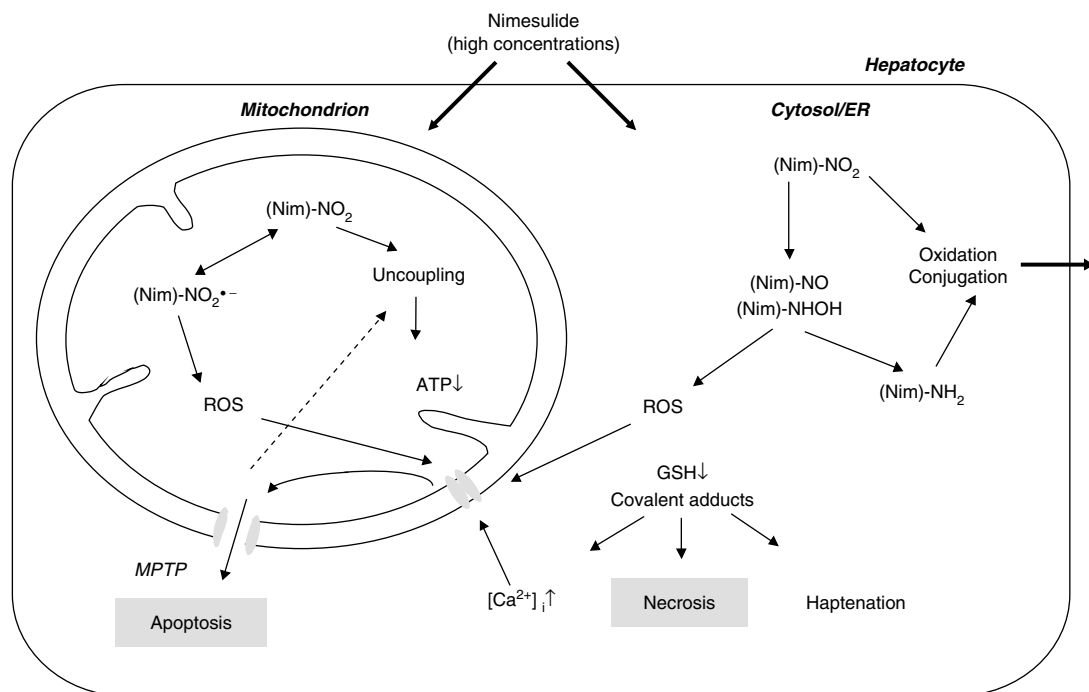 Nimesulide
(high concentrations)
Hepatocyte
Mitochondrion
Cytosol/ER
(Nim)-NO₂
Uncoupling
(Nim)-NO₂•−
ATP↓
ROS
MPTP
Apoptosis
(Nim)-NO₂
Oxidation
Conjugation
(Nim)-NO
(Nim)-NHOH
(Nim)-NH₂
ROS
GSH↓
Covalent adducts
[Ca²⁺]ᵢ↑
Necrosis
Haptenation